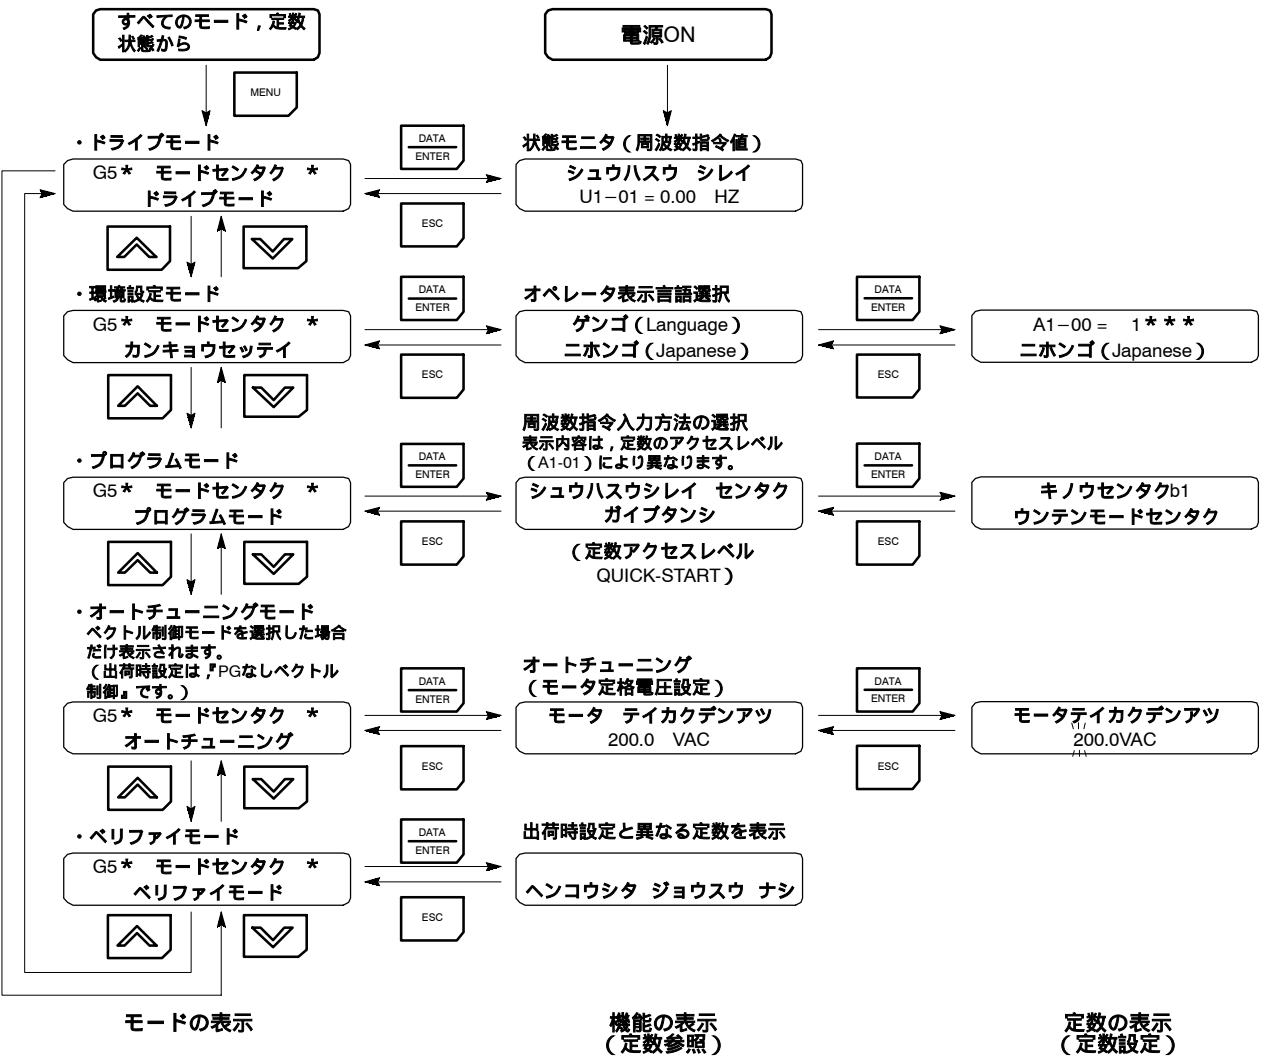 すべてのモード，定数
状態から
電源ON
MENU
・ドライブモード
DATA
ENTER
状態モニタ（周波数指令値）
G5＊ モードセンタク ＊
ドライブモード
シュウハスウ シレイ
U1−01 = 0.00 HZ
ESC
・環境設定モード
DATA
ENTER
オペレータ表示言語選択
DATA
ENTER
G5＊ モードセンタク ＊
カンキョウセッテイ
ゲンゴ（Language）
ニホンゴ（Japanese）
A1−00 = 1＊＊＊
ニホンゴ（Japanese）
ESC
ESC
周波数指令入力方法の選択
表示内容は，定数のアクセスレベル
（A1-01）により異なります。
・プログラムモード
DATA
ENTER
DATA
ENTER
G5＊ モードセンタク ＊
プログラムモード
シュウハスウシレイ センタク
ガイブタンシ
キノウセンタクb1
ウンテンモードセンタク
ESC
ESC
（定数アクセスレベル
QUICK-START）
・オートチューニングモード
ベクトル制御モードを選択した場合
だけ表示されます。
（出荷時設定は，『PGなしベクトル
制御』です。）
DATA
ENTER
オートチューニング
（モータ定格電圧設定）
DATA
ENTER
G5＊ モードセンタク ＊
オートチューニング
モータ テイカクデンアツ
200.0 VAC
モータテイカクデンアツ
200.0VAC
ESC
ESC
・ベリファイモード
DATA
ENTER
出荷時設定と異なる定数を表示
G5＊ モードセンタク ＊
ベリファイモード
ヘンコウシタ ジョウスウ ナシ
ESC
モードの表示
機能の表示
（定数参照）
定数の表示
（定数設定）